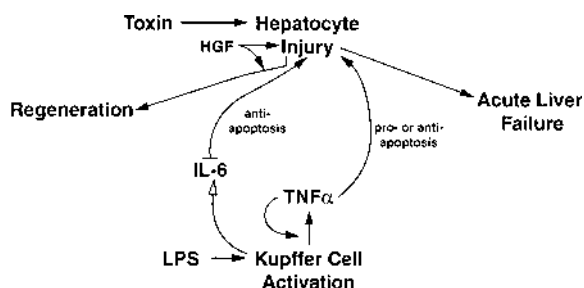 Toxin
Hepatocyte
Injury
HGF
Regeneration
Acute Liver
Failure
anti-
apoptosis
pro- or anti-
apoptosis
IL-6
TNFα
LPS
Kupffer Cell
Activation